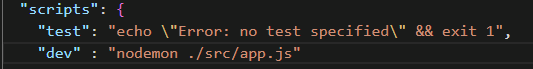 "scripts": {
"test": "echo \"Error: no test specified\" && exit 1",
"dev" : "nodemon ./src/app.js"